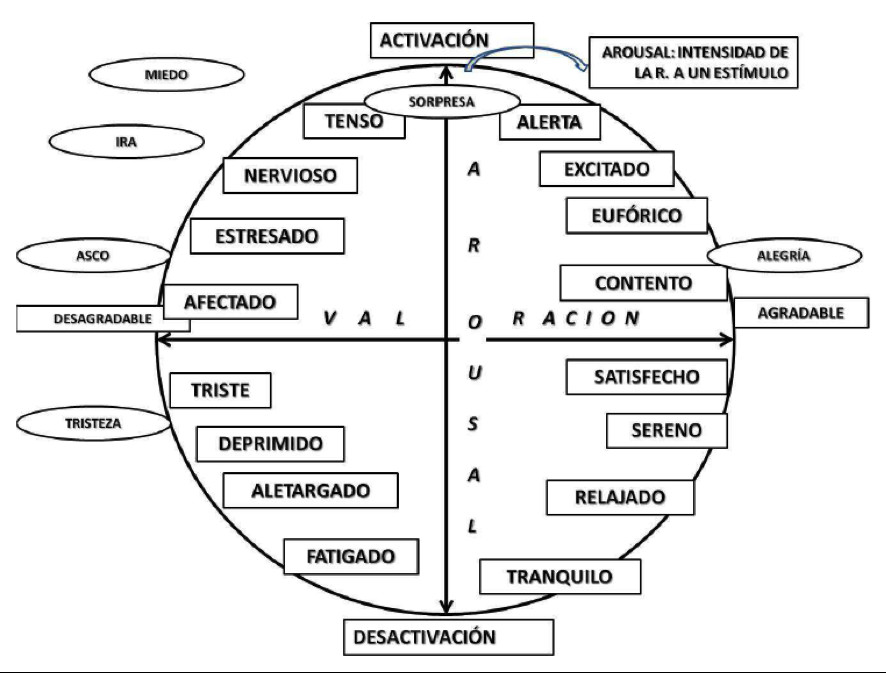 ACTIVACIÓN
AROUSAL: INTENSIDAD DE
LA R. A UN ESTÍMULO
MIEDO
SORPRESA
TENSO
ALERTA
IRA
NERVIOSO
EXCITADO
EUFÓRICO
ESTRESADO
ASCO
ALEGRÍA
CONTENTO
AFECTADO
DESAGRADABLE
AGRADABLE
V A L O R A C I O N
A R O U S A L
TRISTE
SATISFECHO
TRISTEZA
SERENO
DEPRIMIDO
ALETARGADO
RELAJADO
FATIGADO
TRANQUILO
DESACTIVACIÓN